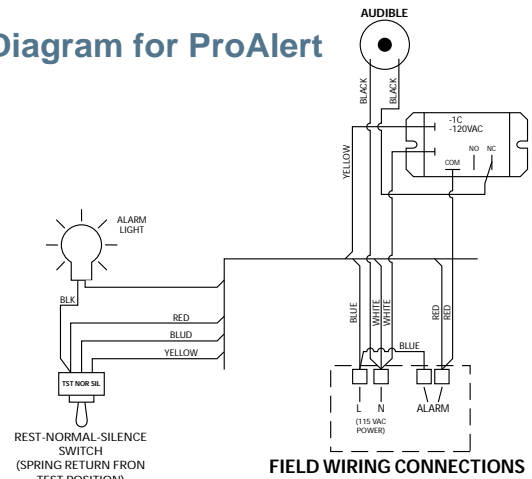 Diagram for ProAlert
AUDIBLE
BLACK
BLACK
-1C
-120VAC
NO NC
COM
YELLOW
ALARM
LIGHT
BLK
RED
BLUD
YELLOW
TST NOR SIL
BLUE
WHITE
WHITE
RED
RED
BLUE
L N ALARM
(115 VAC
POWER)
REST-NORMAL-SILENCE
SWITCH
(SPRING RETURN FRON
TEST POSITION)
FIELD WIRING CONNECTIONS